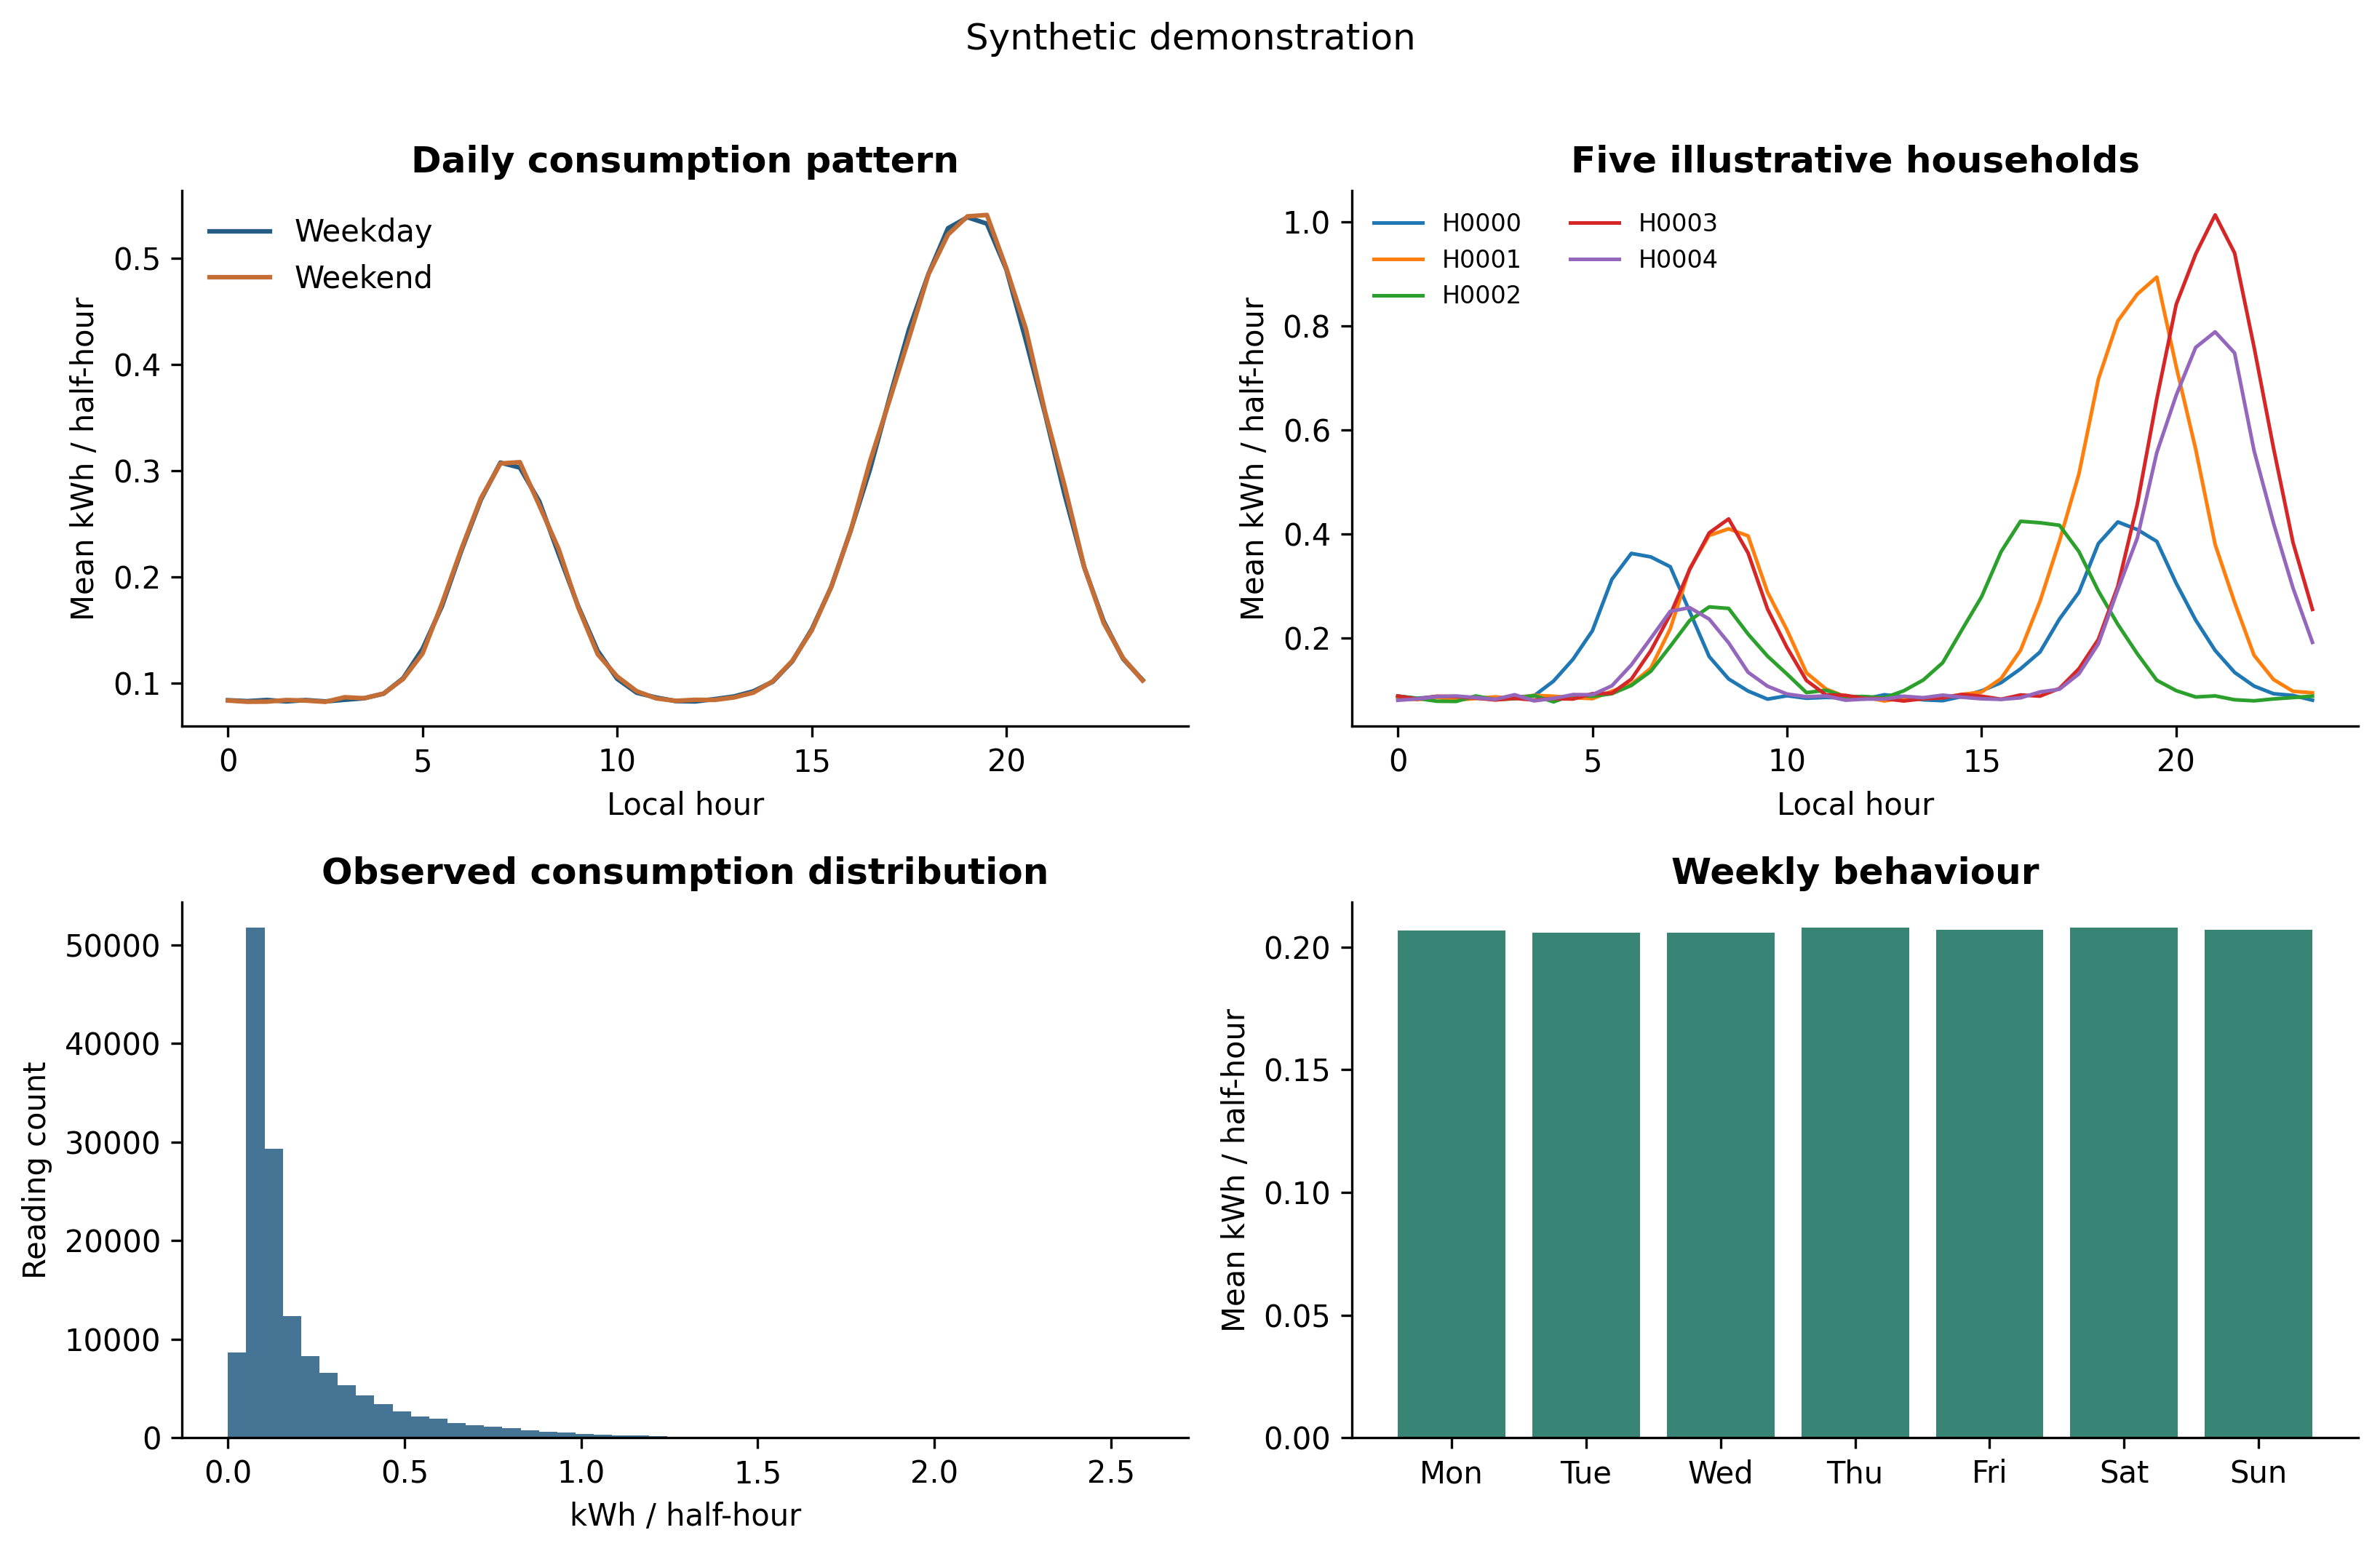 Synthetic demonstration
Daily consumption pattern
Mean kWh / half-hour
0.5
0.4
0.3
0.2
0.1
Weekday
Weekend
0 5 10 15 20
Local hour
Five illustrative households
Mean kWh / half-hour
1.0
0.8
0.6
0.4
0.2
H0000 H0003
H0001 H0004
H0002
0 5 10 15 20
Local hour
Observed consumption distribution
Reading count
50000
40000
30000
20000
10000
0
0.0 0.5 1.0 1.5 2.0 2.5
kWh / half-hour
Weekly behaviour
Mean kWh / half-hour
0.20
0.15
0.10
0.05
0.00
Mon Tue Wed Thu Fri Sat Sun